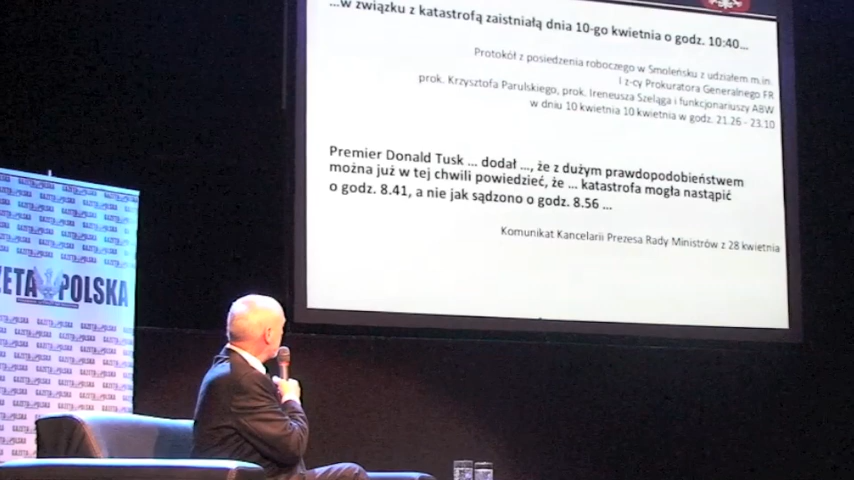 ...w związku z katastrofą zaistniałą dnia 10-go kwietnia o godz. 10:40...
Protokół z posiedzenia roboczego w Smoleńsku z udziałem m.in.
I z-cy Prokuratora Generalnego FR
prok. Krzysztofa Parulskiego, prok. Ireneusza Szeląga i funkcjonariuszy ABW
w dniu 10 kwietnia 10 kwietnia w godz. 21.26 - 23.10
Premier Donald Tusk ... dodał ..., że z dużym prawdopodobieństwem
można już w tej chwili powiedzieć, że ... katastrofa mogła nastąpić
o godz. 8.41, a nie jak sądzono o godz. 8.56 ...
Komunikat Kancelarii Prezesa Rady Ministrów z 28 kwietnia
ZETA POLSKA
GAZETA POLSKA